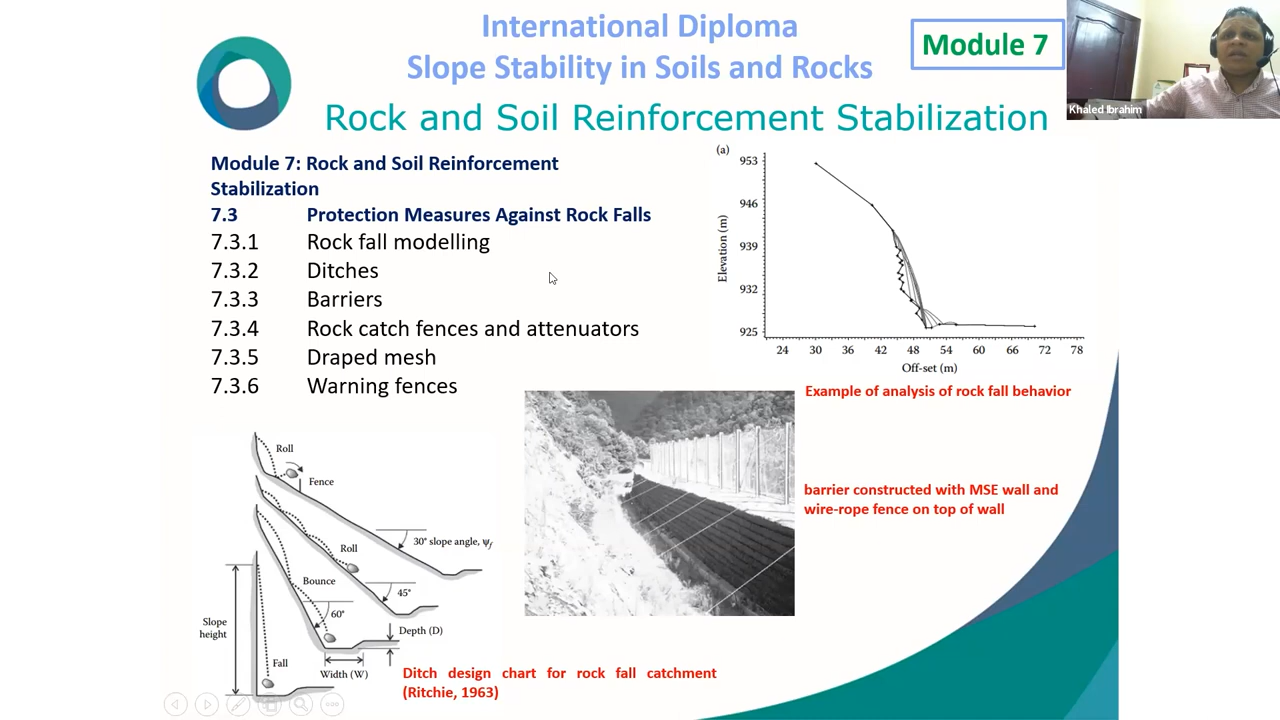 International Diploma
Slope Stability in Soils and Rocks
Module 7
Khaled Ibrahim
Rock and Soil Reinforcement Stabilization
Module 7: Rock and Soil Reinforcement
Stabilization
7.3 Protection Measures Against Rock Falls
7.3.1 Rock fall modelling
7.3.2 Ditches
7.3.3 Barriers
7.3.4 Rock catch fences and attenuators
7.3.5 Draped mesh
7.3.6 Warning fences
(a)
953
946
939
932
925
Elevation (m)
24 30 36 42 48 54 60 66 72 78
Off-set (m)
Example of analysis of rock fall behavior
barrier constructed with MSE wall and
wire-rope fence on top of wall
Roll
Fence
30° slope angle, ψf
Roll
45°
Bounce
60°
Slope
height
Depth (D)
Fall
Width (W)
Ditch design chart for rock fall catchment
(Ritchie, 1963)